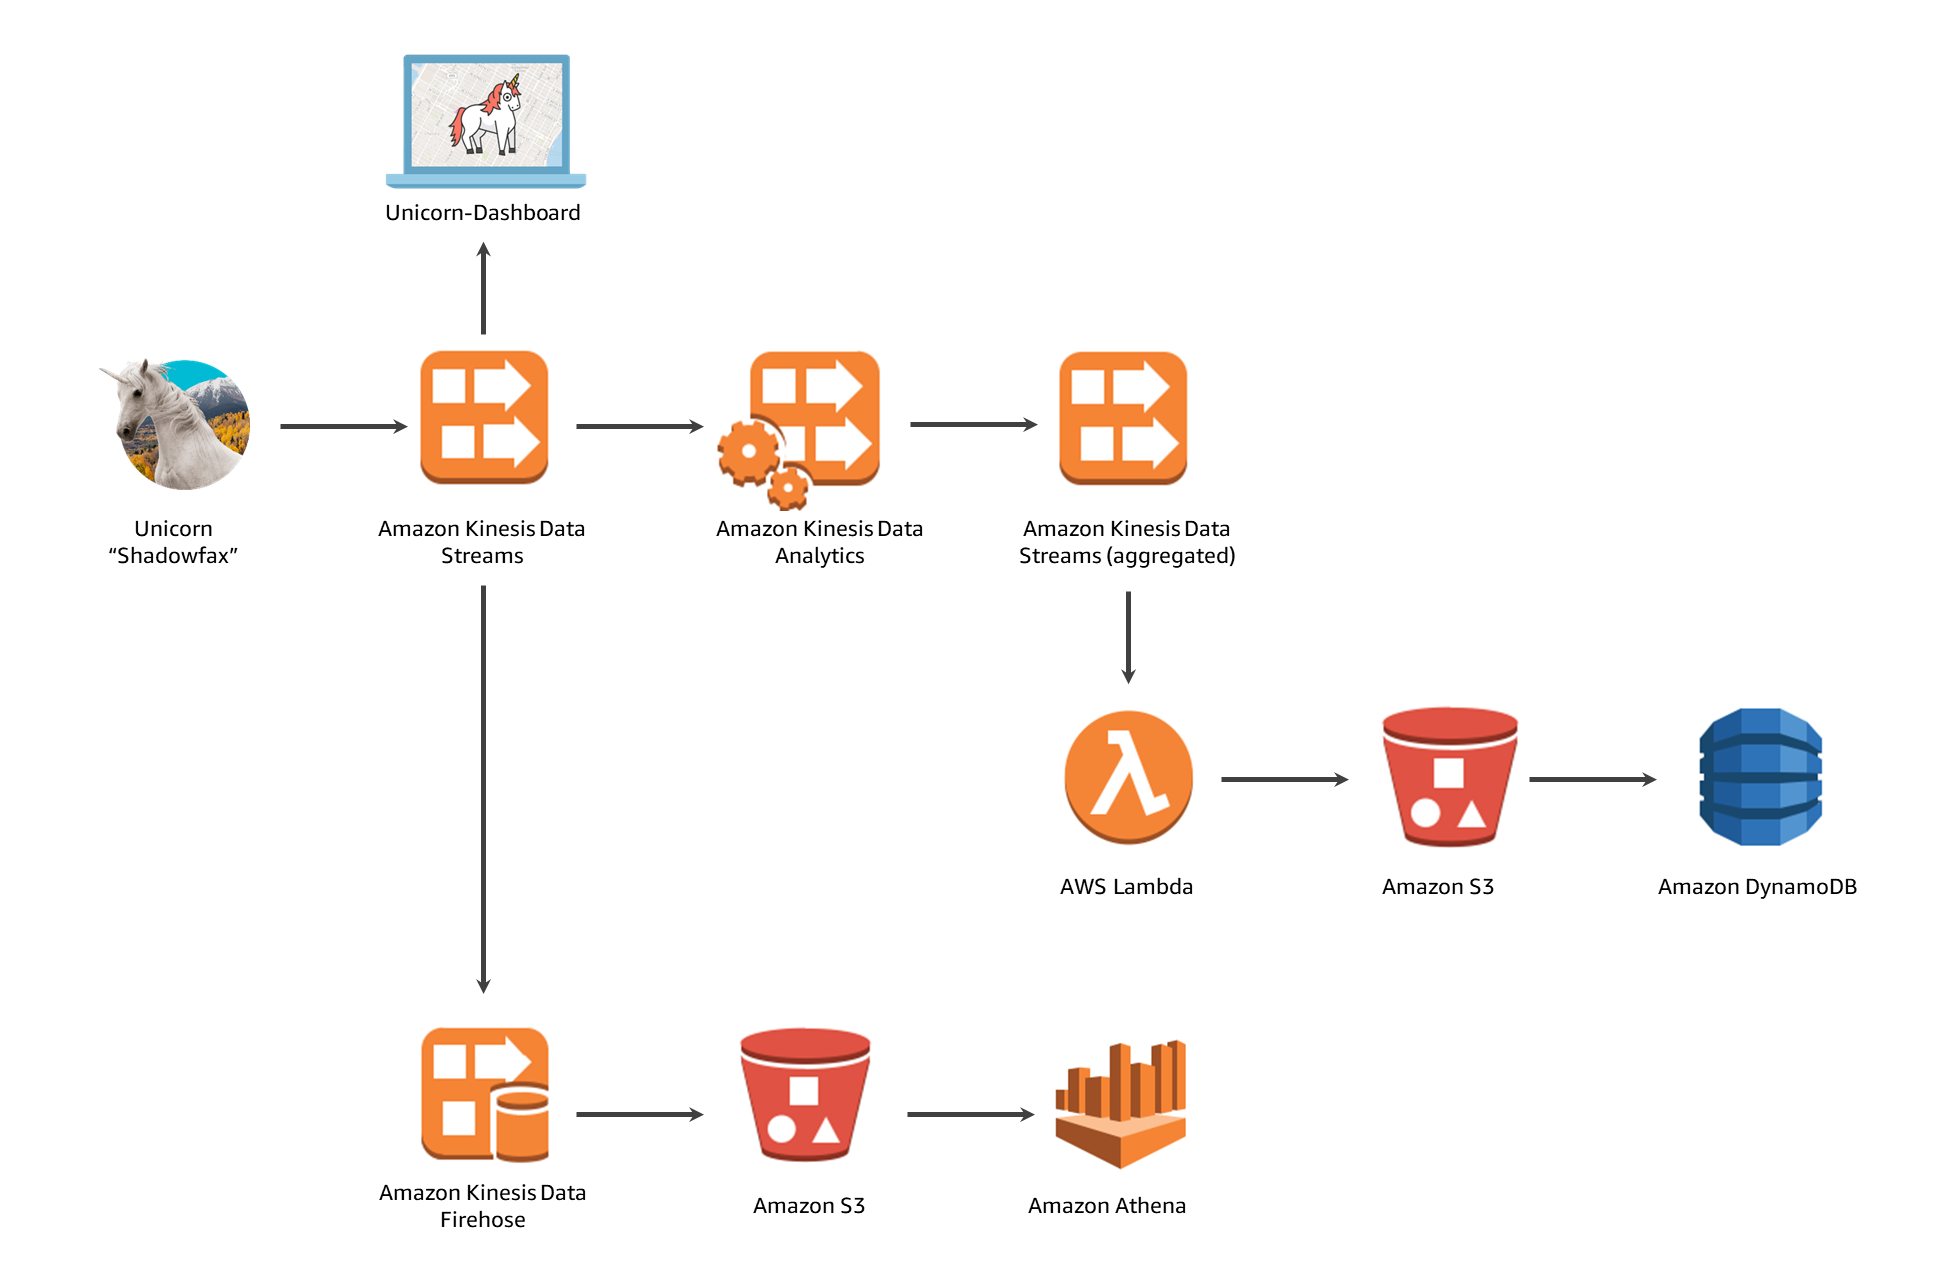 Unicorn-Dashboard
Unicorn
“Shadowfax”
Amazon Kinesis Data
Streams
Amazon Kinesis Data
Analytics
Amazon Kinesis Data
Streams (aggregated)
AWS Lambda
Amazon S3
Amazon DynamoDB
Amazon Kinesis Data
Firehose
Amazon S3
Amazon Athena